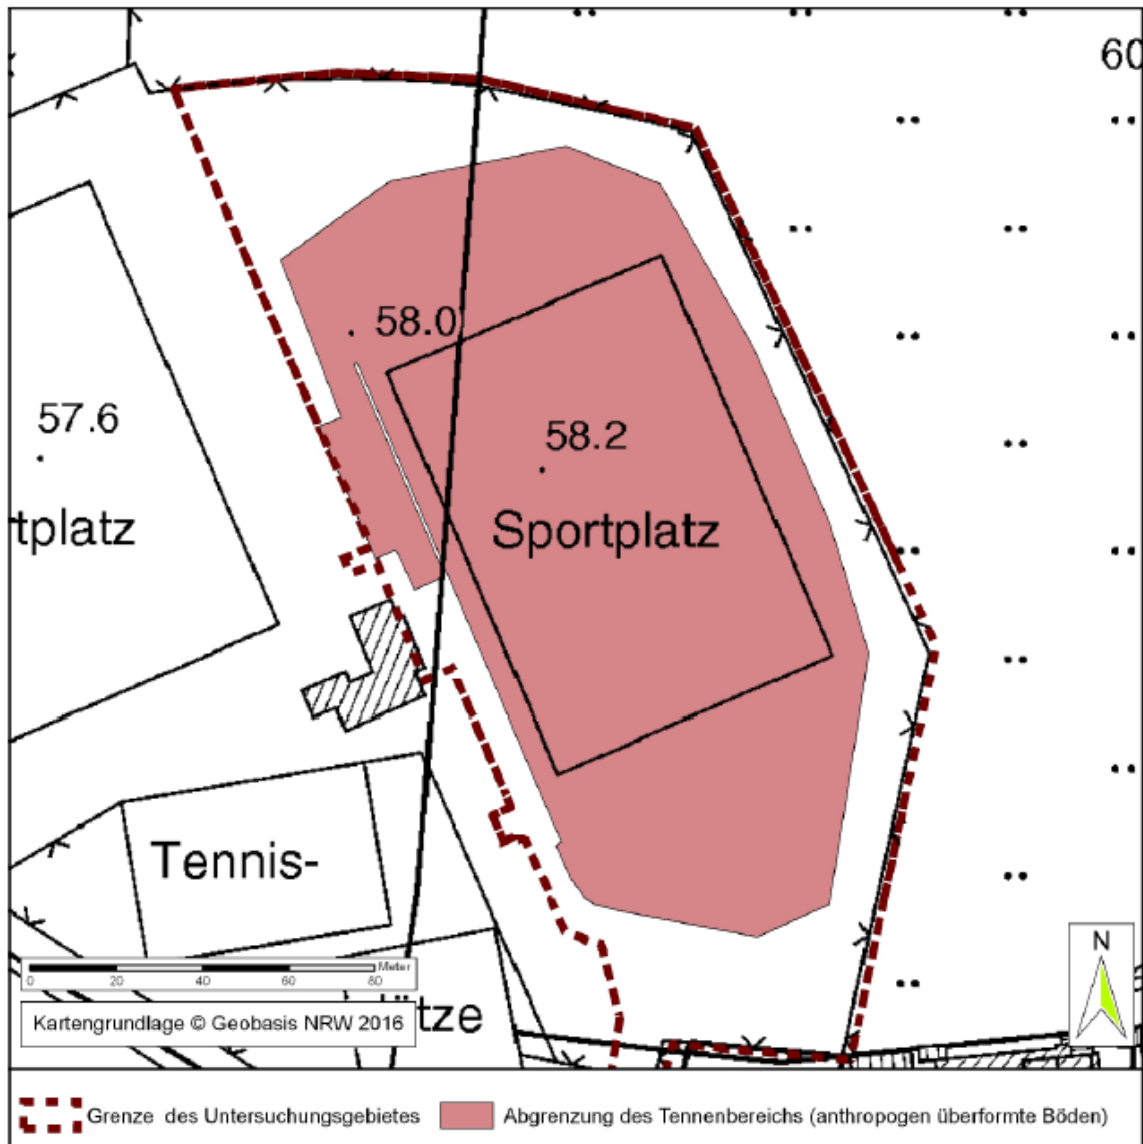 60
58.0
57.6
58.2
tplatz
Sportplatz
Tennis-
N
Meter
0 20 40 60 80
Kartengrundlage © Geobasis NRW 2016
tze
Grenze des Untersuchungsgebietes
Abgrenzung des Tennenbereichs (anthropogen überformte Böden)